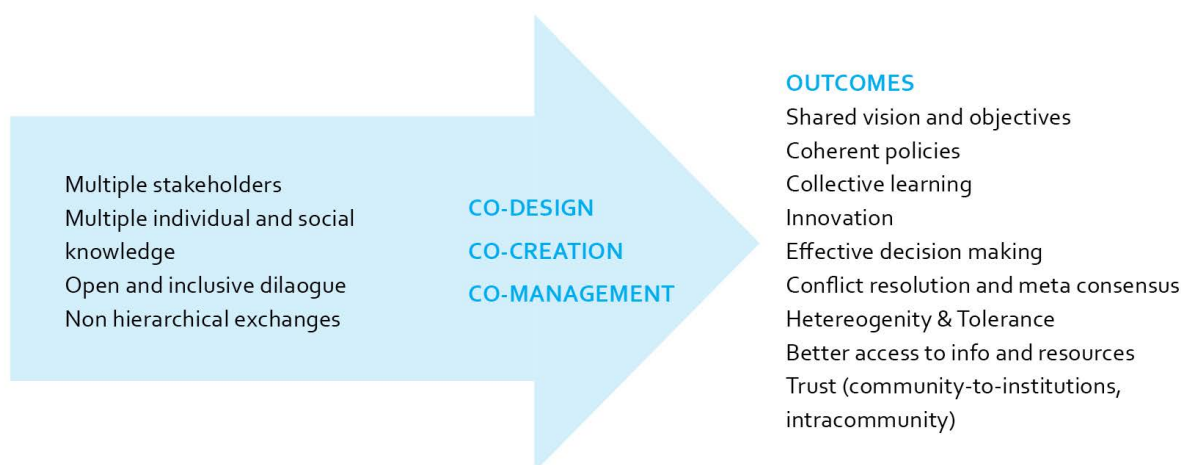 Multiple stakeholders
Multiple individual and social
knowledge
Open and inclusive dilaogue
Non hierarchical exchanges
CO-DESIGN
CO-CREATION
CO-MANAGEMENT
OUTCOMES
Shared vision and objectives
Coherent policies
Collective learning
Innovation
Effective decision making
Conflict resolution and meta consensus
Hetereogenity & Tolerance
Better access to info and resources
Trust (community-to-institutions,
intracommunity)